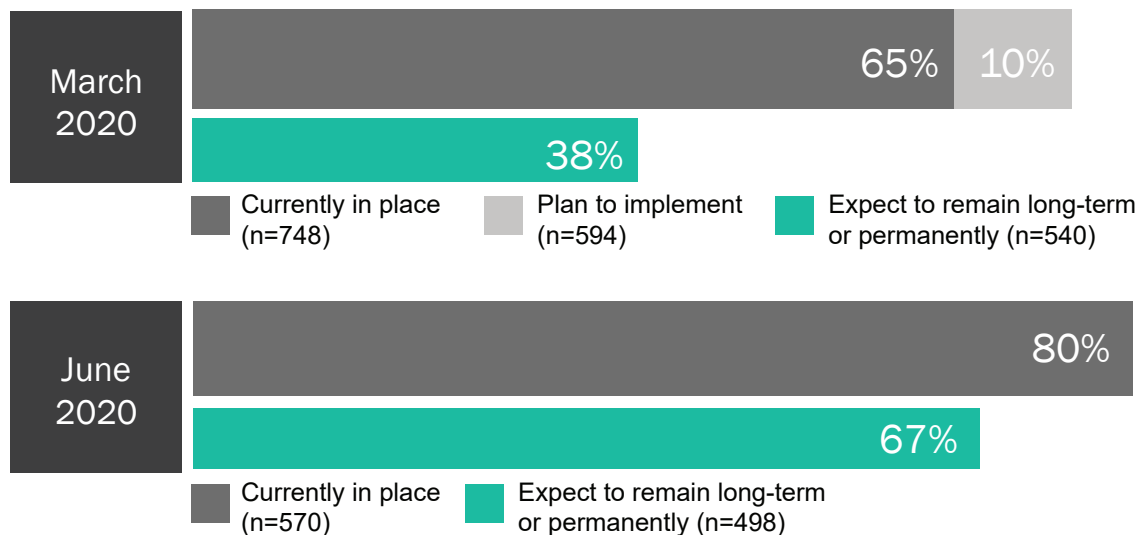 March
2020
65%
10%
38%
Currently in place
(n=748)
Plan to implement
(n=594)
Expect to remain long-term
or permanently (n=540)
June
2020
80%
67%
Currently in place
(n=570)
Expect to remain long-term
or permanently (n=498)